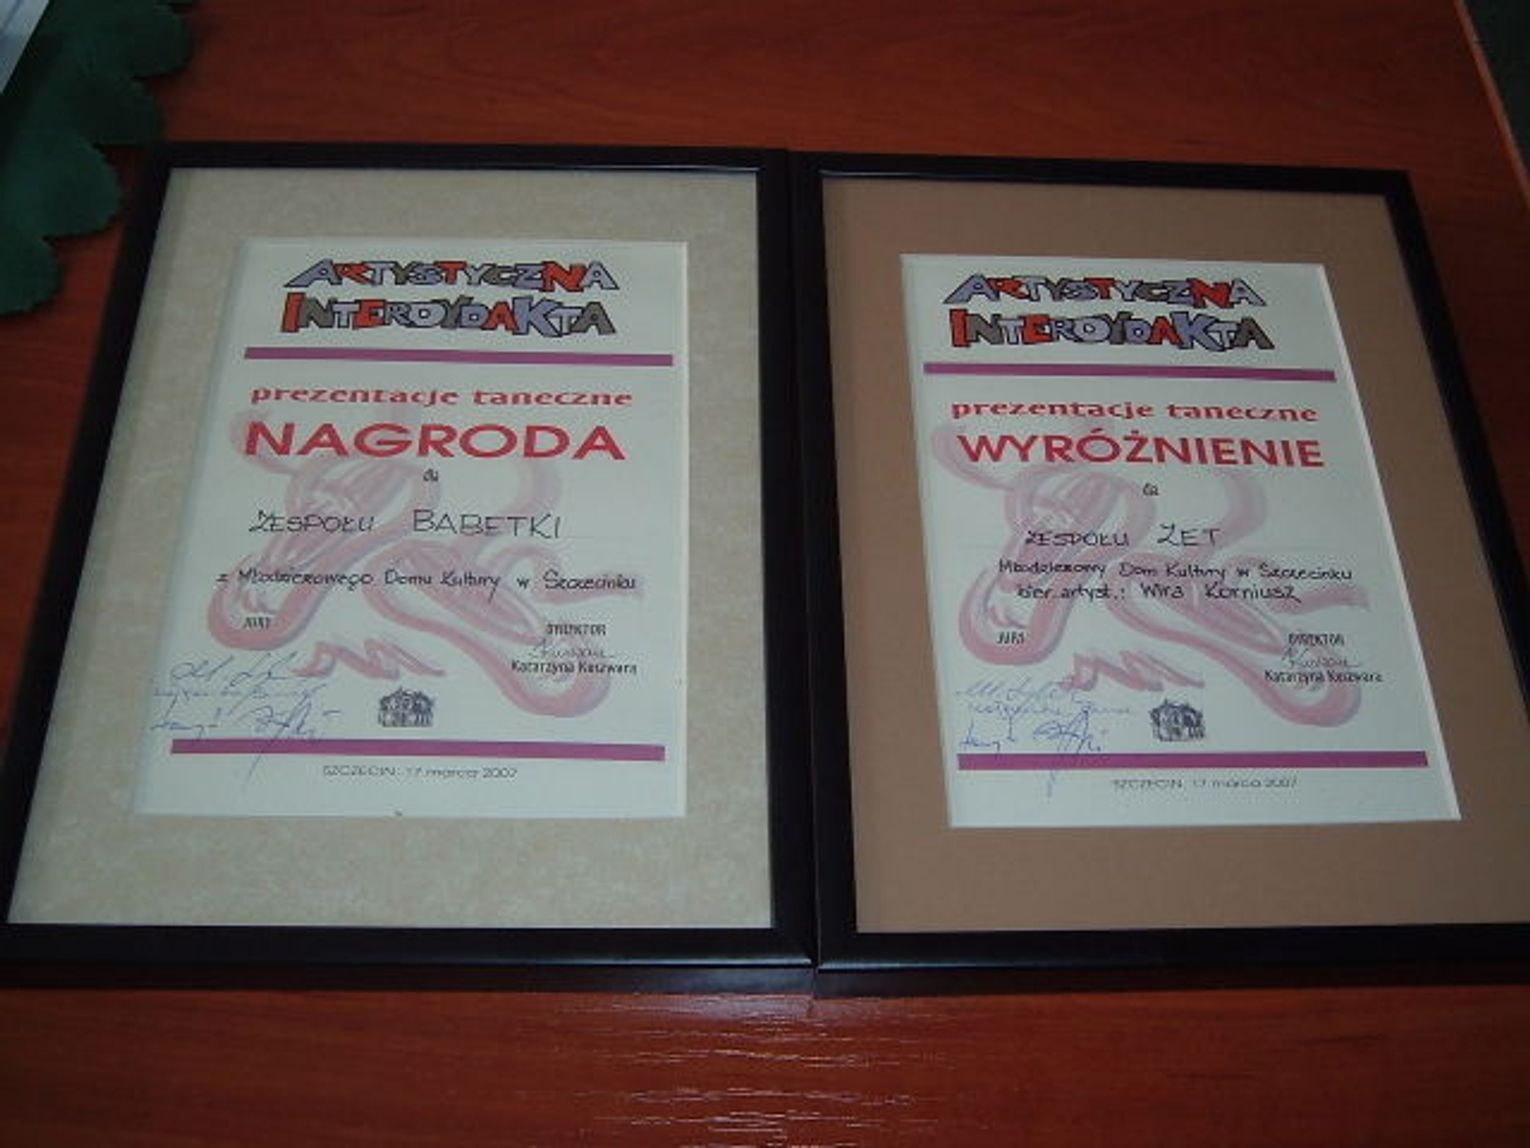 ARTYSTYCZNA
INTERDYDAKTA
prezentacje taneczne
NAGRODA
dla
ZESPOŁU BABETKI
z Młodzieżowego Domu Kultury w Szczecinku
JURY
DYREKTOR
Katarzyna
SZCZECIN, 17 marca 2007
ARTYSTYCZNA
INTERDYDAKTA
prezentacje taneczne
WYRÓŻNIENIE
dla
ZESPOŁU ZET
Młodzieżowy Dom Kultury w Szczecinku
kier. artyst.: Wira Korniusz
JURY
DYREKTOR
Katarzyna
SZCZECIN, 17 marca 2007